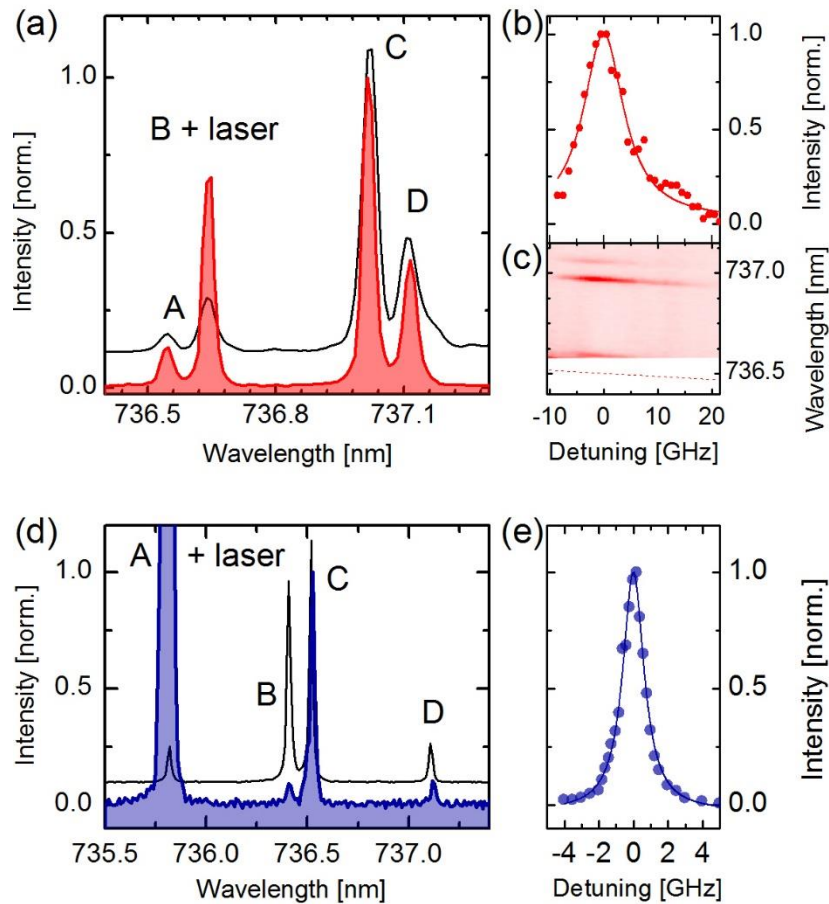 (a)
Intensity [norm.]
1.0
0.5
0.0
A
B + laser
C
D
736.5 736.8 737.1
Wavelength [nm]
(b)
Intensity [norm.]
1.0
0.5
0.0
(c)
Wavelength [nm]
737.0
736.5
-10 0 10 20
Detuning [GHz]
(d)
Intensity [norm.]
1.0
0.5
0.0
A + laser
B
C
D
735.5 736.0 736.5 737.0
Wavelength [nm]
(e)
Intensity [norm.]
1.0
0.5
0.0
-4 -2 0 2 4
Detuning [GHz]